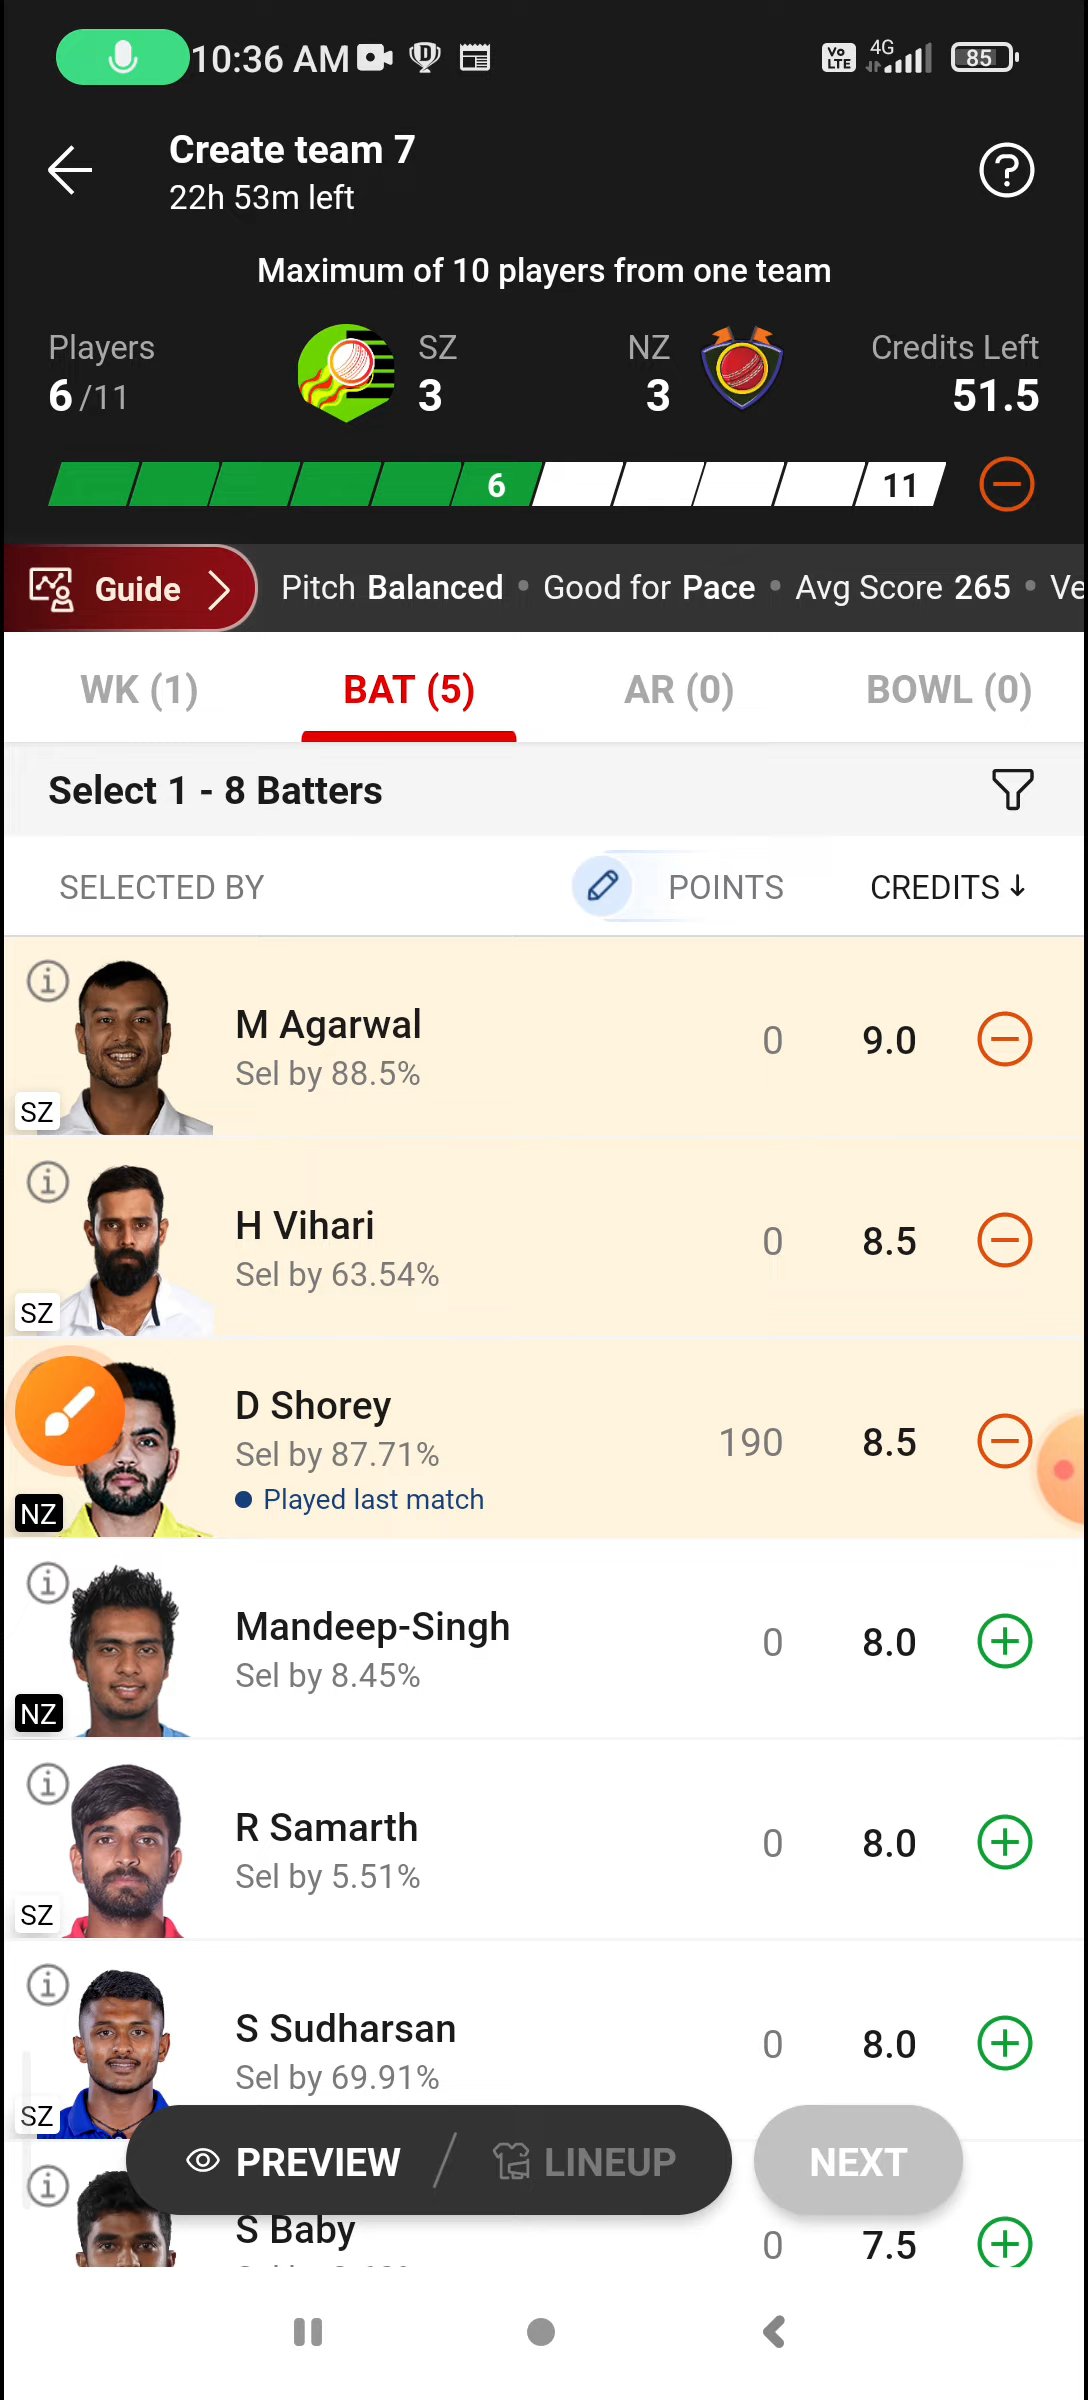 10:36 AM
Vo LTE 4G 85
Create team 7
22h 53m left
Maximum of 10 players from one team
Players SZ NZ Credits Left
6/11 3 3 51.5
6 11
Guide Pitch Balanced • Good for Pace • Avg Score 265 • Ve
WK (1) BAT (5) AR (0) BOWL (0)
Select 1 - 8 Batters
SELECTED BY POINTS CREDITS ↓
M Agarwal 0 9.0
Sel by 88.5%
SZ
H Vihari 0 8.5
Sel by 63.54%
SZ
D Shorey 190 8.5
Sel by 87.71%
Played last match
NZ
Mandeep-Singh 0 8.0
Sel by 8.45%
NZ
R Samarth 0 8.0
Sel by 5.51%
SZ
S Sudharsan 0 8.0
Sel by 69.91%
SZ
PREVIEW / LINEUP NEXT
S Baby 0 7.5